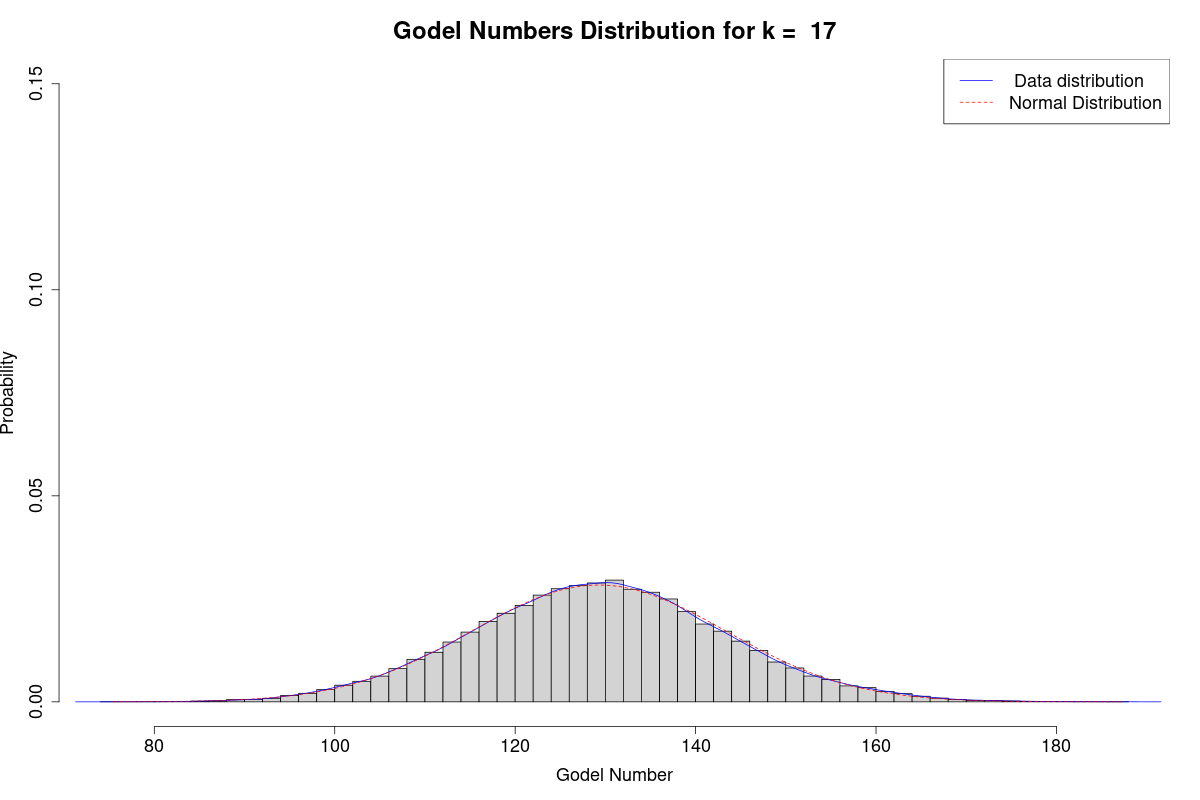 Godel Numbers Distribution for k =  17
Data distribution
Normal Distribution
0.15
0.10
0.05
0.00
Probability
80 100 120 140 160 180
Godel Number